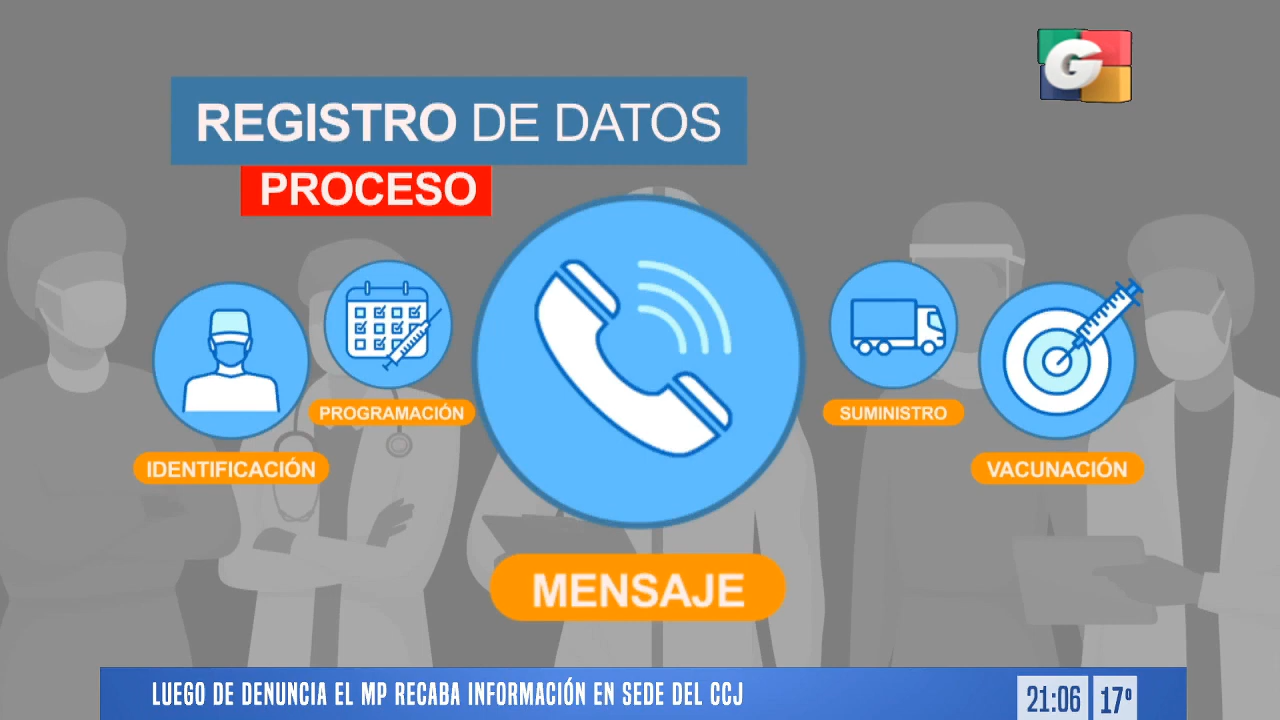 G
REGISTRO DE DATOS
PROCESO
PROGRAMACIÓN
SUMINISTRO
IDENTIFICACIÓN
VACUNACIÓN
MENSAJE
LUEGO DE DENUNCIA EL MP RECABA INFORMACIÓN EN SEDE DEL CCJ
21:06 17º